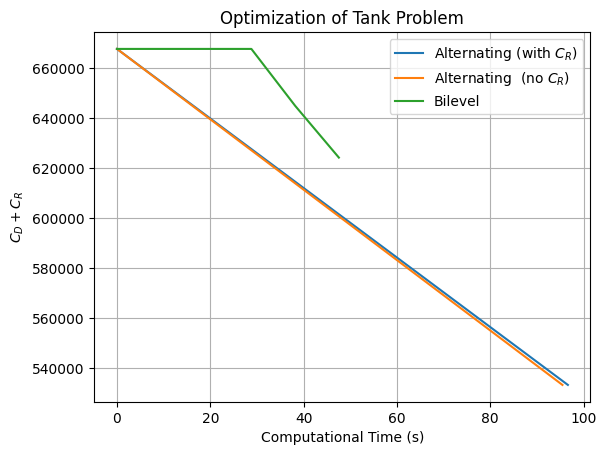 Optimization of Tank Problem
Alternating (with $C_R$)
Alternating (no $C_R$)
Bilevel
$C_D + C_R$
660000
640000
620000
600000
580000
560000
540000
0 20 40 60 80 100
Computational Time (s)